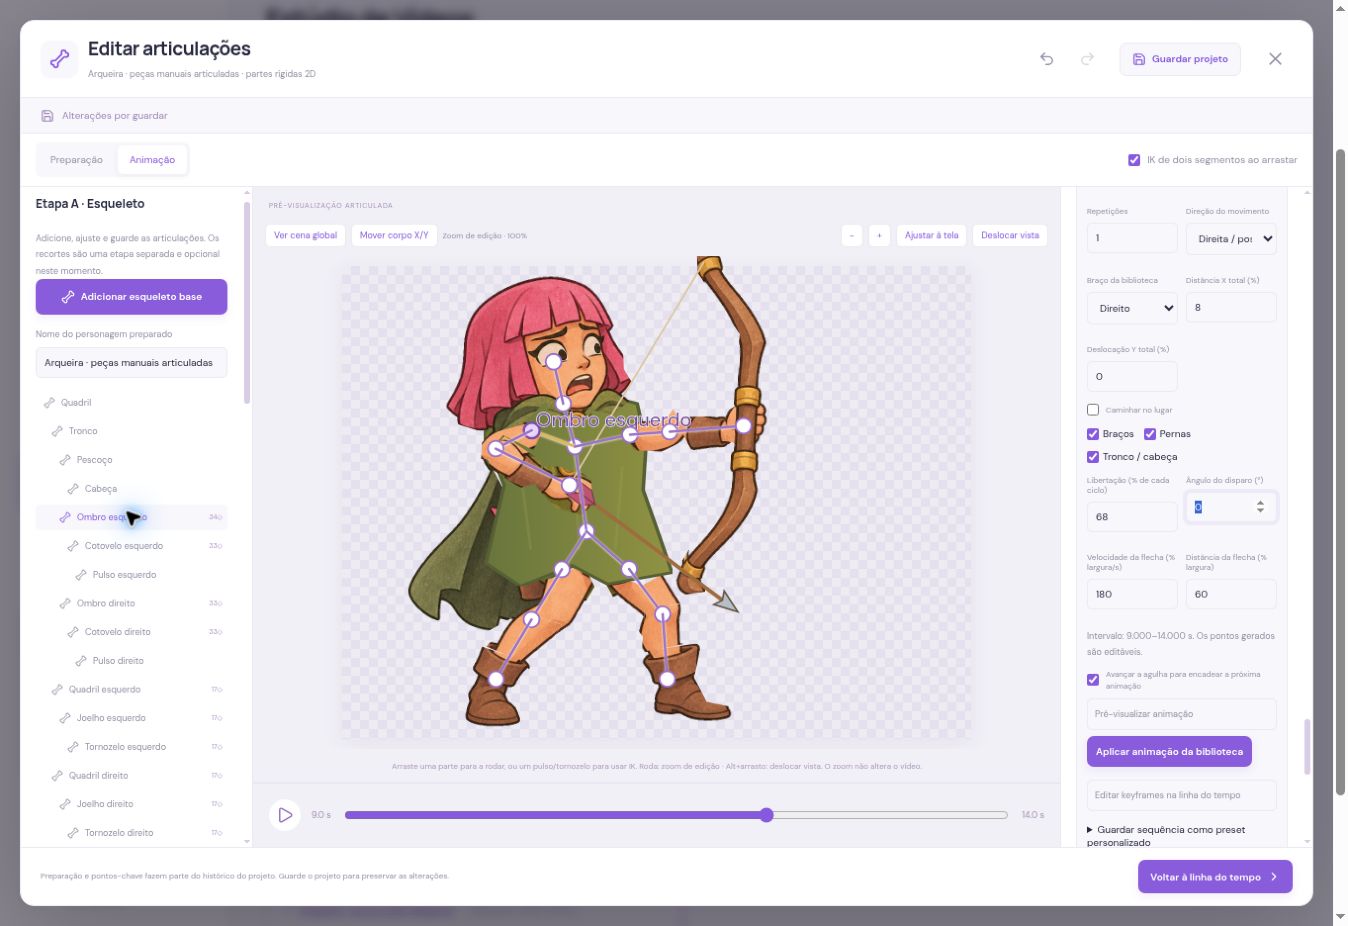 Editar articulações
Arqueira · peças manuais articuladas · partes rígidas 2D
Guardar projeto
Alterações por guardar
Preparação
Animação
IK de dois segmentos ao arrastar
Etapa A · Esqueleto
Adicione, ajuste e guarde as articulações. Os
recortes são uma etapa separada e opcional
neste momento.
Adicionar esqueleto base
Nome do personagem preparado
Arqueira · peças manuais articuladas
Quadril
Tronco
Pescoço
Cabeça
Cotovelo esquerdo 33◇
Pulso esquerdo
Ombro direito 33◇
Cotovelo direito 33◇
Pulso direito
Quadril esquerdo 17◇
Joelho esquerdo 17◇
Tornozelo esquerdo 17◇
Quadril direito 17◇
Joelho direito 17◇
Tornozelo direito 17◇
PRÉ-VISUALIZAÇÃO ARTICULADA
Ver cena global
Mover corpo X/Y
Zoom de edição · 100%
-
+
Ajustar à tela
Deslocar vista
Ombro esquerdo
Arraste uma parte para a rodar, ou um pulso/tornozelo para usar IK. Roda: zoom de edição · Alt+arrasto: deslocar vista. O zoom não altera o vídeo.
9.0 s
14.0 s
Repetições
Direção do movimento
1
Direita / po
Braço da biblioteca
Distância X total (%)
Direito
8
Deslocação Y total (%)
0
Caminhar no lugar
Braços
Pernas
Tronco / cabeça
Libertação (% de cada
ciclo)
Ângulo do disparo (°)
68
0
Velocidade da flecha (%
largura/s)
Distância da flecha (%
largura)
180
60
Intervalo: 9.000–14.000 s. Os pontos gerados
são editáveis.
Avançar a agulha para encadear a próxima
animação
Pré-visualizar animação
Aplicar animação da biblioteca
Editar keyframes na linha do tempo
Guardar sequência como preset
personalizado
Preparação e pontos-chave fazem parte do histórico do projeto. Guarde o projeto para preservar as alterações.
Voltar à linha do tempo